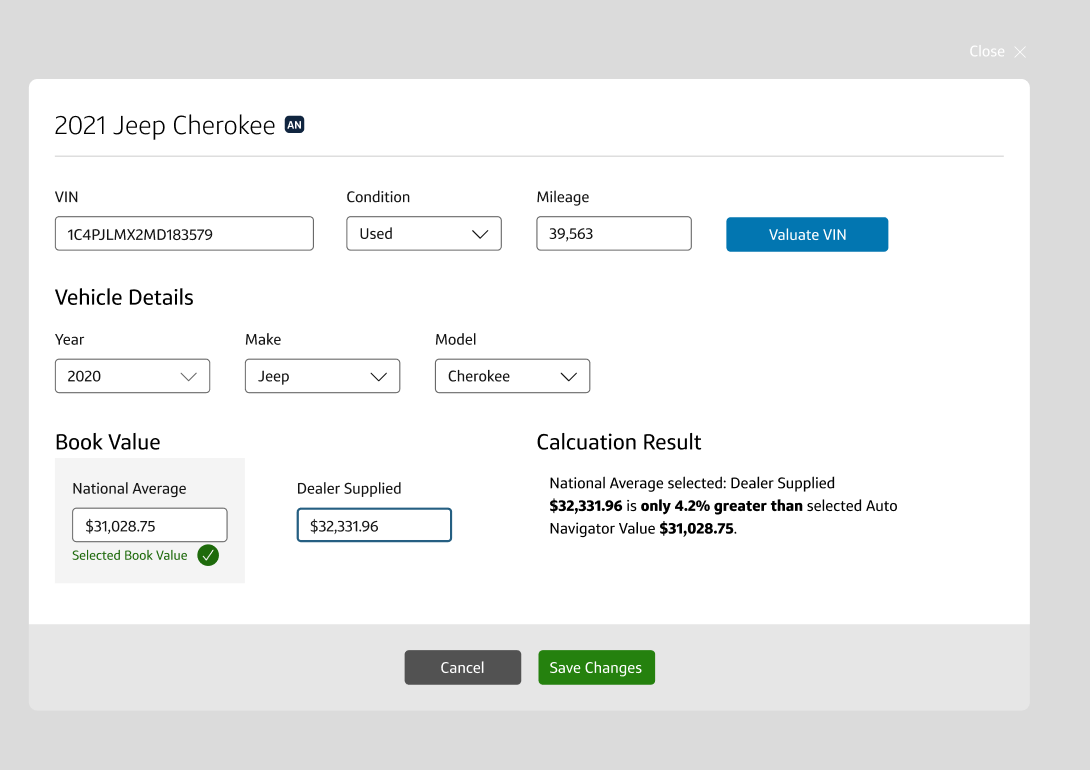 Close
2021 Jeep Cherokee AN
VIN
Condition
Mileage
1C4PJLMX2MD183579
Used
39,563
Valuate VIN
Vehicle Details
Year
Make
Model
2020
Jeep
Cherokee
Book Value
National Average
$31,028.75
Selected Book Value
Dealer Supplied
$32,331.96
Calcuation Result
National Average selected: Dealer Supplied
$32,331.96 is only 4.2% greater than selected Auto
Navigator Value $31,028.75.
Cancel
Save Changes